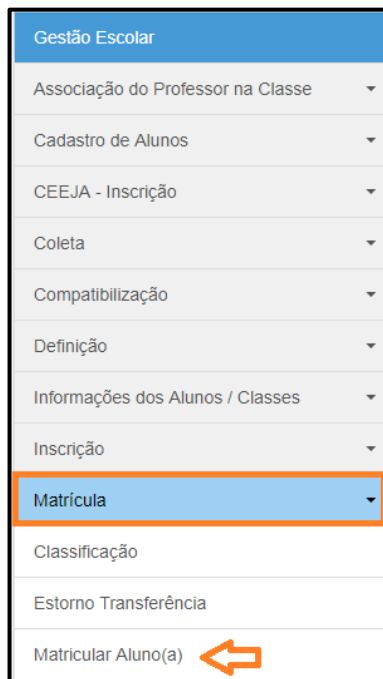 Gestão Escolar
Associação do Professor na Classe
Cadastro de Alunos
CEEJA - Inscrição
Coleta
Compatibilização
Definição
Informações dos Alunos / Classes
Inscrição
Matrícula
Classificação
Estorno Transferência
Matricular Aluno(a)